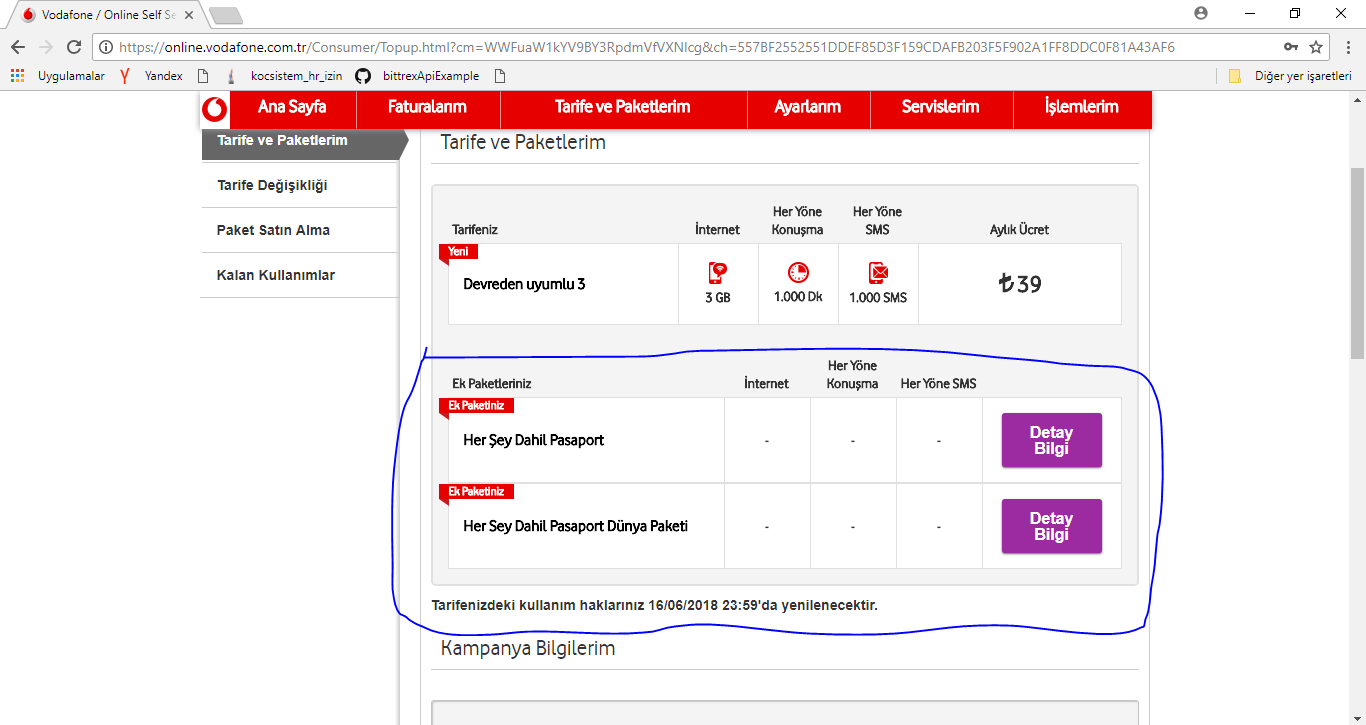 Vodafone / Online Self Se
https://online.vodafone.com.tr/Consumer/Topup.html?cm=WWFuaW1kYV9BY3RpdmVfVXNlcg&ch=557BF2552551DDEF85D3F159CDAFB203F5F902A1FF8DDC0F81A43AF6
Uygulamalar Yandex kocsistem_hr_izin bittrexApiExample Diğer yer işaretleri
Ana Sayfa Faturalarım Tarife ve Paketlerim Ayarlarım Servislerim İşlemlerim
Tarife ve Paketlerim
Tarife Değişikliği
Paket Satın Alma
Kalan Kullanımlar
Tarife ve Paketlerim
Tarifeniz İnternet Her Yöne Konuşma Her Yöne SMS Aylık Ücret
Yeni
Devreden uyumlu 3 3 GB 1.000 Dk 1.000 SMS ₺39
Ek Paketleriniz İnternet Her Yöne Konuşma Her Yöne SMS
Ek Paketiniz
Her Şey Dahil Pasaport - - - Detay Bilgi
Ek Paketiniz
Her Sey Dahil Pasaport Dünya Paketi - - - Detay Bilgi
Tarifenizdeki kullanım haklarınız 16/06/2018 23:59'da yenilenecektir.
Kampanya Bilgilerim